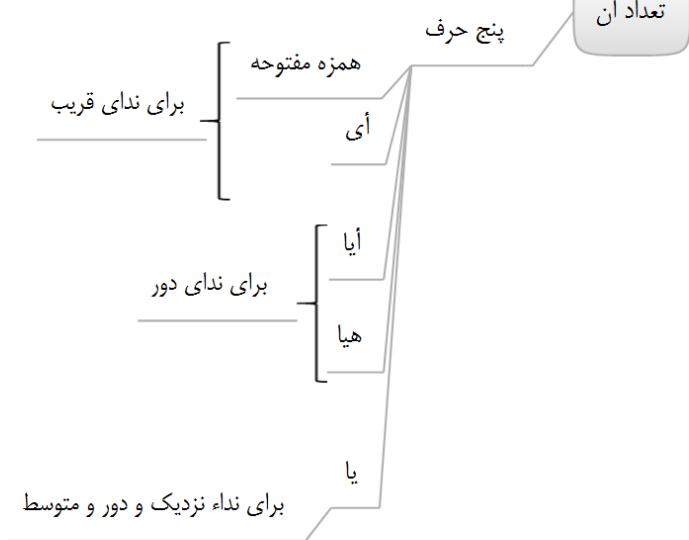 تعداد آن
پنج حرف
همزه مفتوحه
أی
برای ندای قریب
أیا
هیا
برای ندای دور
یا
برای نداء نزدیک و دور و متوسط